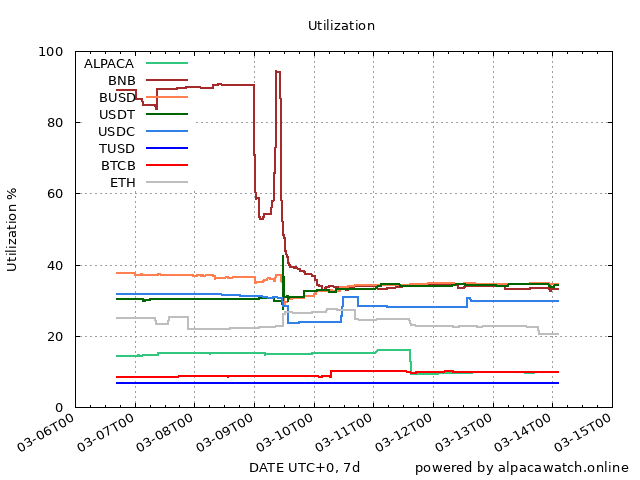 Utilization
100
80
60
40
20
0
Utilization %
ALPACA
BNB
BUSD
USDT
USDC
TUSD
BTCB
ETH
03-06T00
03-07T00
03-08T00
03-09T00
03-10T00
03-11T00
03-12T00
03-13T00
03-14T00
03-15T00
DATE UTC+0, 7d
powered by alpacawatch.online